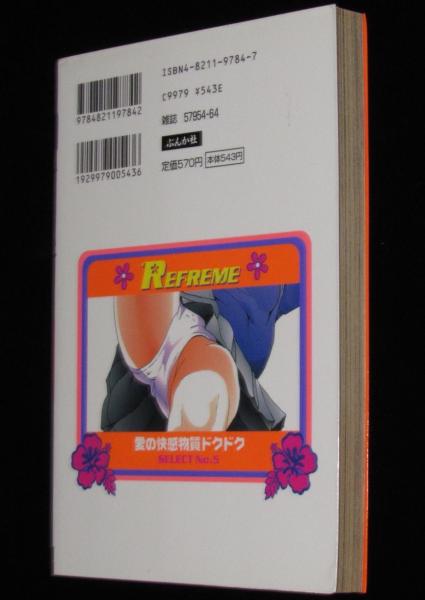 ISBN4-8211-9784-7
C9979 ¥543E
雑誌 57954-64
ぶんか社
定価570円 本体543円
9784821197842
1929979005436
REFREME
愛の快感物質ドクドク
SELECT No.5